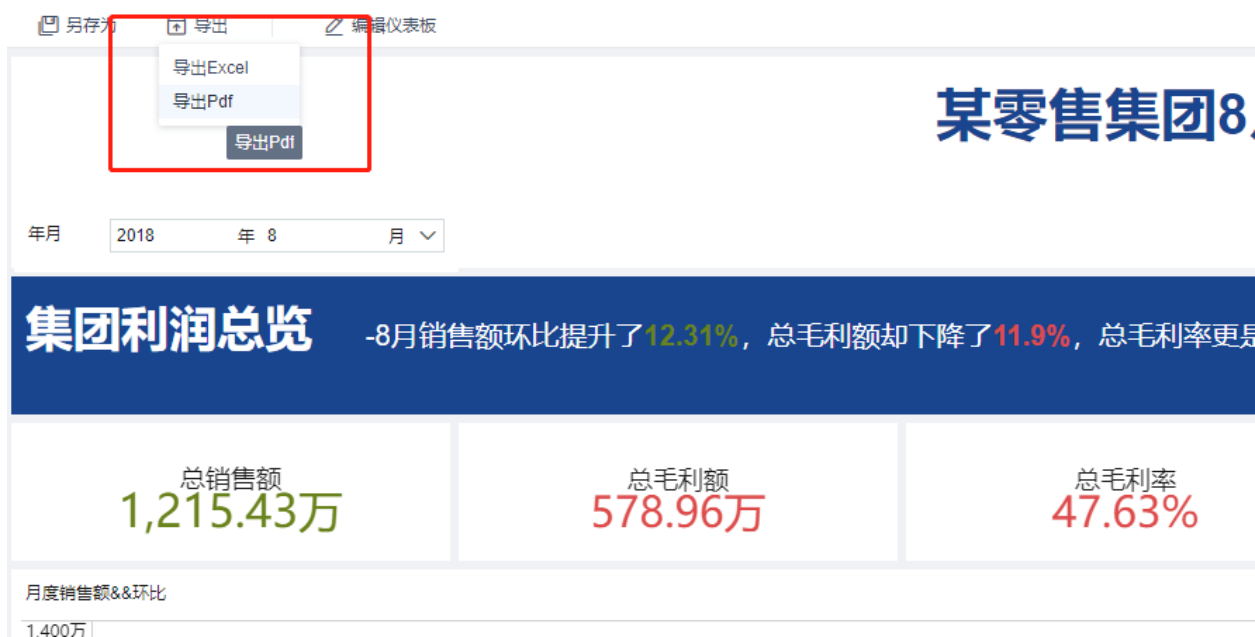 另存为 导出 编辑仪表板
导出Excel
导出Pdf
导出Pdf
某零售集团8
年月 2018 年 8 月
集团利润总览 -8月销售额环比提升了12.31%，总毛利额却下降了11.9%，总毛利率更是
总销售额 总毛利额 总毛利率
1,215.43万 578.96万 47.63%
月度销售额&&环比
1,400万